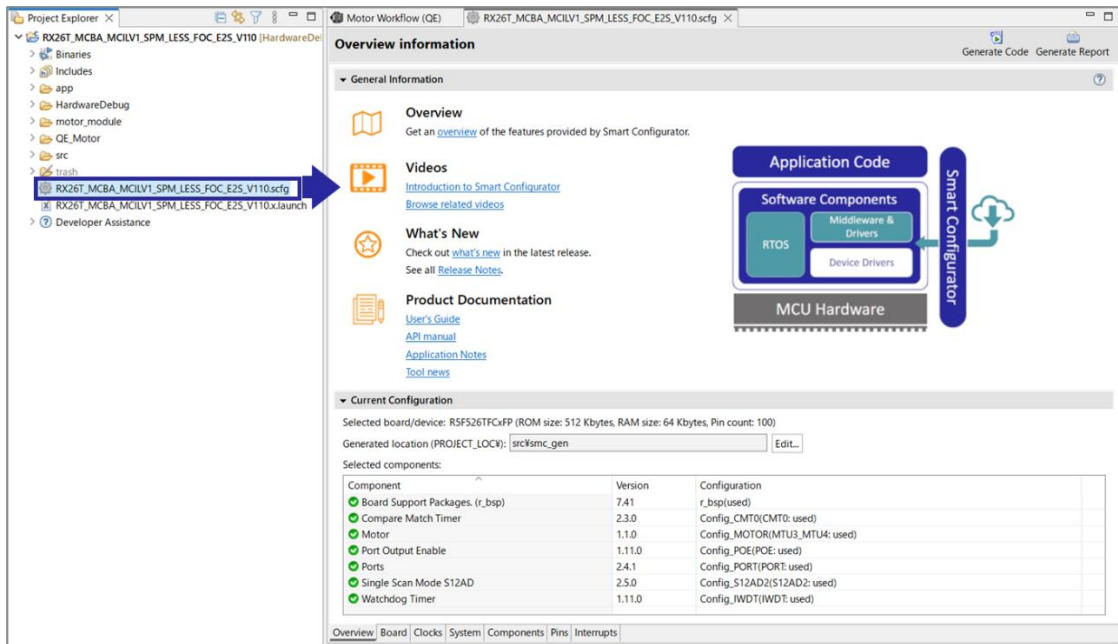 Project Explorer
RX26T_MCBA_MCILV1_SPM_LESS_FOC_E2S_V110 [HardwareDel
Binaries
Includes
app
HardwareDebug
motor_module
QE_Motor
src
trash
RX26T_MCBA_MCILV1_SPM_LESS_FOC_E2S_V110.scfg
RX26T_MCBA_MCILV1_SPM_LESS_FOC_E2S_V110.x.launch
Developer Assistance
Motor Workflow (QE)
RX26T_MCBA_MCILV1_SPM_LESS_FOC_E2S_V110.scfg
Overview information
Generate Code Generate Report
General Information
Overview
Get an overview of the features provided by Smart Configurator.
Videos
Introduction to Smart Configurator
Browse related videos
What's New
Check out what's new in the latest release.
See all Release Notes.
Product Documentation
User's Guide
API manual
Application Notes
Tool news
Application Code
Software Components
RTOS
Middleware &
Drivers
Device Drivers
MCU Hardware
Smart Configurator
Current Configuration
Selected board/device: R5F526TFCxFP (ROM size: 512 Kbytes, RAM size: 64 Kbytes, Pin count: 100)
Generated location (PROJECT_LOC¥): src¥smc_gen Edit...
Selected components:
Component Version Configuration
Board Support Packages. (r_bsp) 7.41 r_bsp(used)
Compare Match Timer 2.3.0 Config_CMT0(CMT0: used)
Motor 1.1.0 Config_MOTOR(MTU3_MTU4: used)
Port Output Enable 1.11.0 Config_POE(POE: used)
Ports 2.4.1 Config_PORT(PORT: used)
Single Scan Mode S12AD 2.5.0 Config_S12AD2(S12AD2: used)
Watchdog Timer 1.11.0 Config_IWDT(IWDT: used)
Overview Board Clocks System Components Pins Interrupts